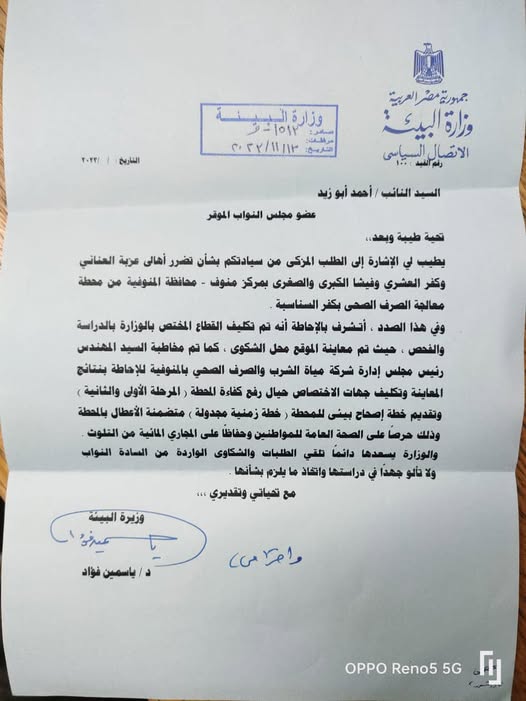 جمهورية مصر العربية
وزارة البيئة
الاتصال السياسى
رقم القيد : ١٠٠
وزارة البيئة
صادر :
مرفقات :
التاريخ : ٢٠٢٢/١١/١٣
التاريخ : / /٢٠٢٢
السيد النائب / أحمد أبو زيد
عضو مجلس النواب الموقر
تحية طيبة وبعد،
يطيب لي الإشارة إلى الطلب المزكى من سيادتكم بشأن تضرر أهالى عزبة العنانى
وكفر العشري وفيشا الكبرى والصغرى بمركز منوف - محافظة المنوفية من محطة
معالجة الصرف الصحى بكفر السنابسة .
وفي هذا الصدد ، أتشرف بالإحاطة أنه تم تكليف القطاع المختص بالوزارة بالدراسة
والفحص ، حيث تم معاينة الموقع محل الشكوى ، كما تم مخاطبة السيد المهندس
رئيس مجلس إدارة شركة مياة الشرب والصرف الصحي بالمنوفية للإحاطة بنتائج
المعاينة وتكليف جهات الاختصاص حيال رفع كفاءة المحطة ( المرحلة الأولى والثانية )
وتقديم خطة إصحاح بيئى للمحطة ( خطة زمنية مجدولة ) متضمنة الأعطال بالمحطة
وذلك حرصاً على الصحة العامة للمواطنين وحفاظاً على المجاري المائية من التلوث .
والوزارة يسعدها دائماً تلقي الطلبات والشكاوى الواردة من السادة النواب
ولا تألو جهداً في دراستها واتخاذ ما يلزم بشأنها .
مع تحياتي وتقديري ،،،
وزيرة البيئة
ياسمين فؤاد
د / ياسمين فؤاد
OPPO Reno5 5G